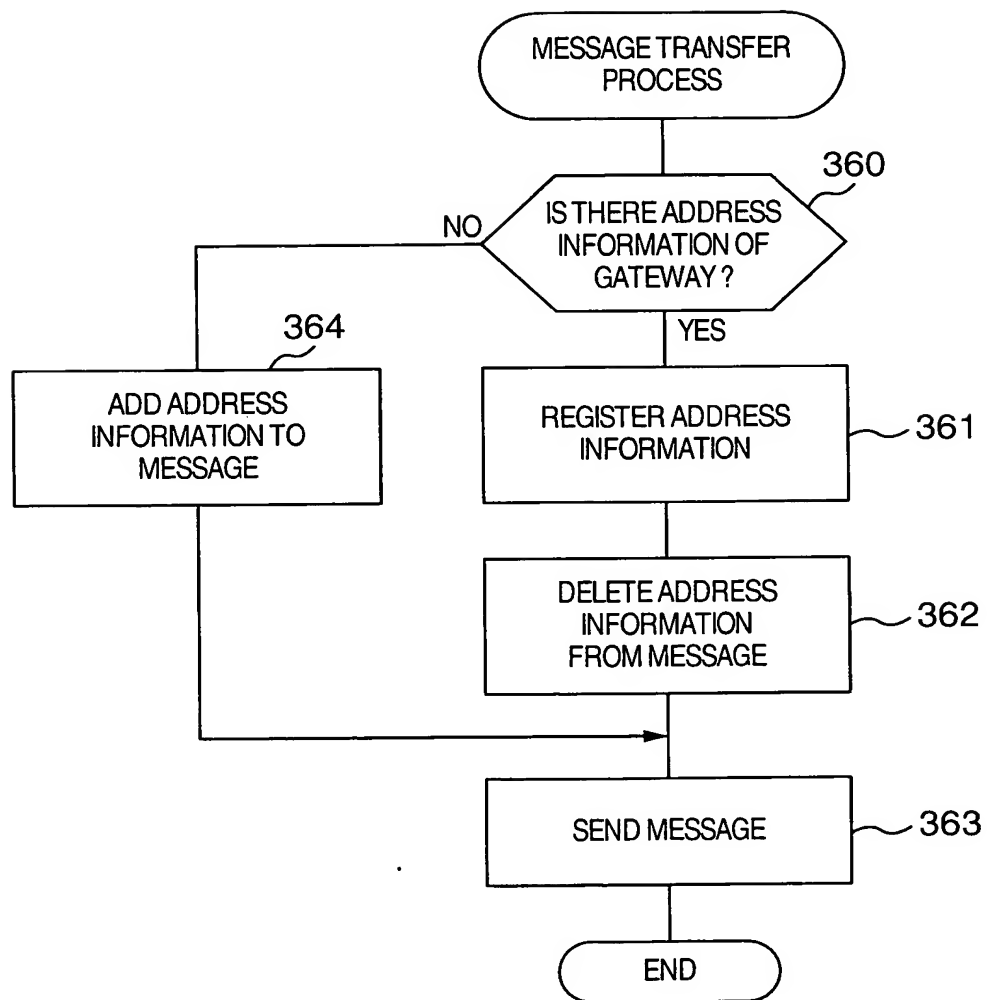 MESSAGE TRANSFER
PROCESS
360
IS THERE ADDRESS
INFORMATION OF
GATEWAY ?
NO
YES
364
ADD ADDRESS
INFORMATION TO
MESSAGE
REGISTER ADDRESS
INFORMATION
361
DELETE ADDRESS
INFORMATION
FROM MESSAGE
362
SEND MESSAGE
363
END